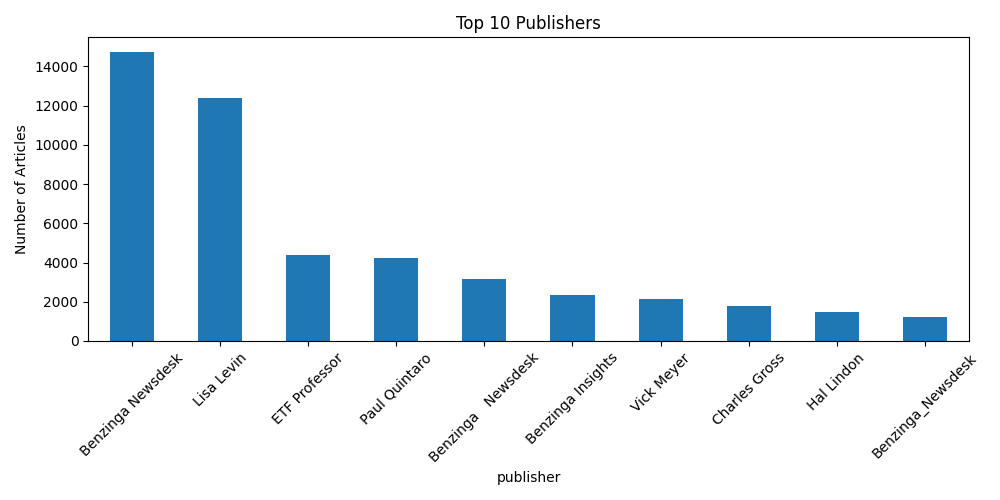 Top 10 Publishers
Number of Articles
14000
12000
10000
8000
6000
4000
2000
0
Benzinga Newsdesk
Lisa Levin
ETF Professor
Paul Quintaro
Benzinga   Newsdesk
Benzinga Insights
Vick Meyer
Charles Gross
Hal Lindon
Benzinga_Newsdesk
publisher